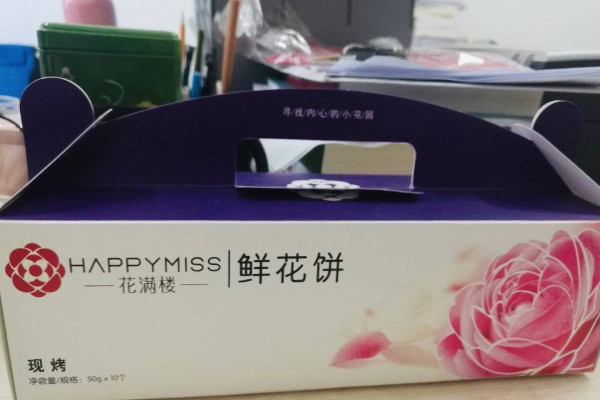 寻/找/内/心/的/小/花/园
HAPPYMISS
花满楼
鲜花饼
现烤
净含量/规格: 50g x 10个